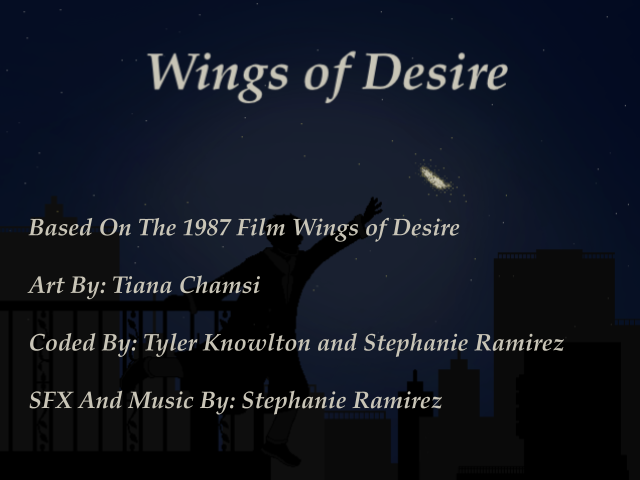 Wings of Desire
Based On The 1987 Film Wings of Desire
Art By: Tiana Chamsi
Coded By: Tyler Knowlton and Stephanie Ramirez
SFX And Music By: Stephanie Ramirez